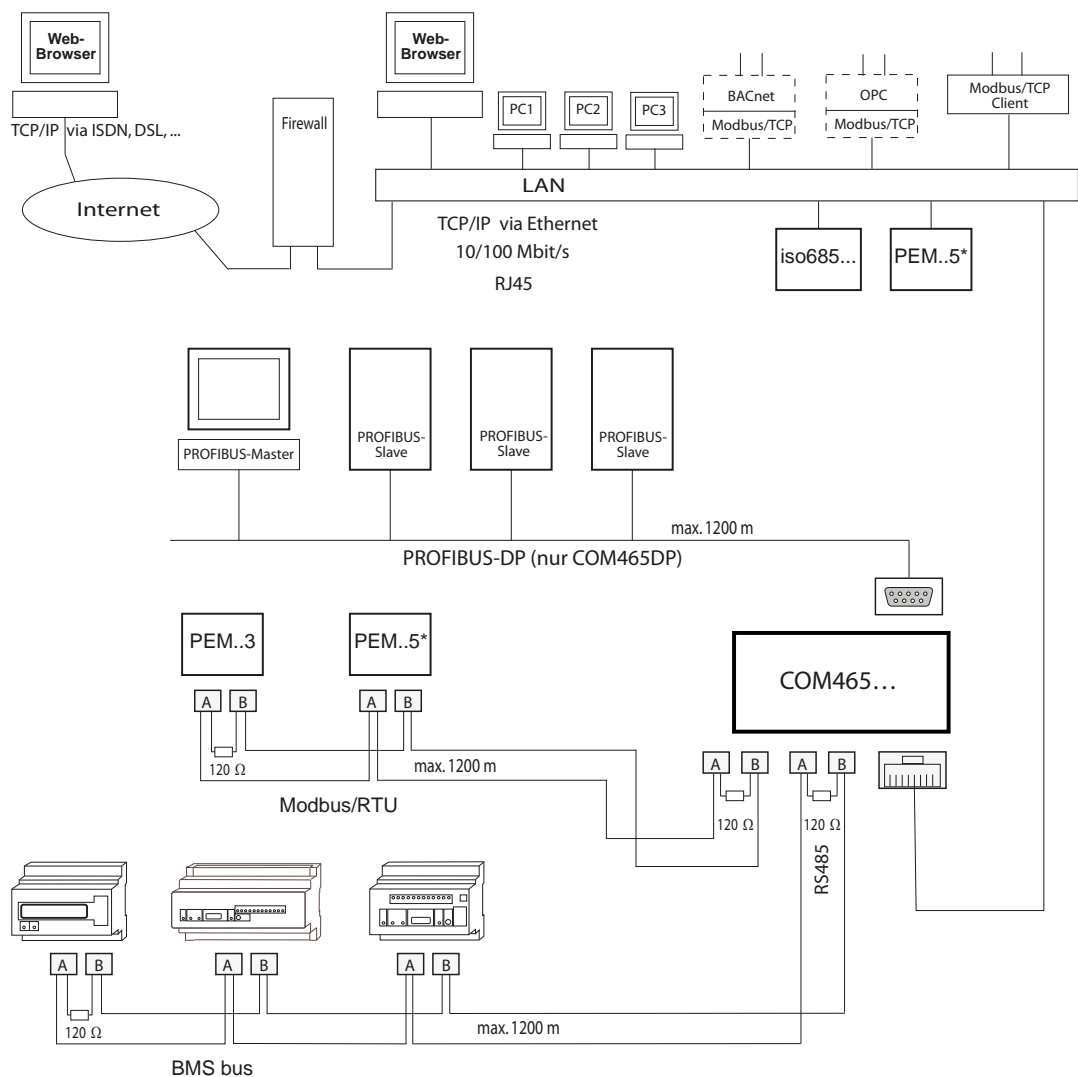 Web-
Browser
Web-
Browser
TCP/IP via ISDN, DSL, ...
Firewall
PC1
PC2
PC3
BACnet
Modbus/TCP
OPC
Modbus/TCP
Modbus/TCP
Client
LAN
Internet
TCP/IP via Ethernet
10/100 Mbit/s
RJ45
iso685...
PEM..5*
PROFIBUS-Master
PROFIBUS-
Slave
PROFIBUS-
Slave
PROFIBUS-
Slave
max. 1200 m
PROFIBUS-DP (nur COM465DP)
PEM..3
PEM..5*
COM465...
A
B
A
B
120 Ω
max. 1200 m
Modbus/RTU
A
B
A
B
120 Ω
120 Ω
RS485
A
B
A
B
A
B
120 Ω
max. 1200 m
BMS bus